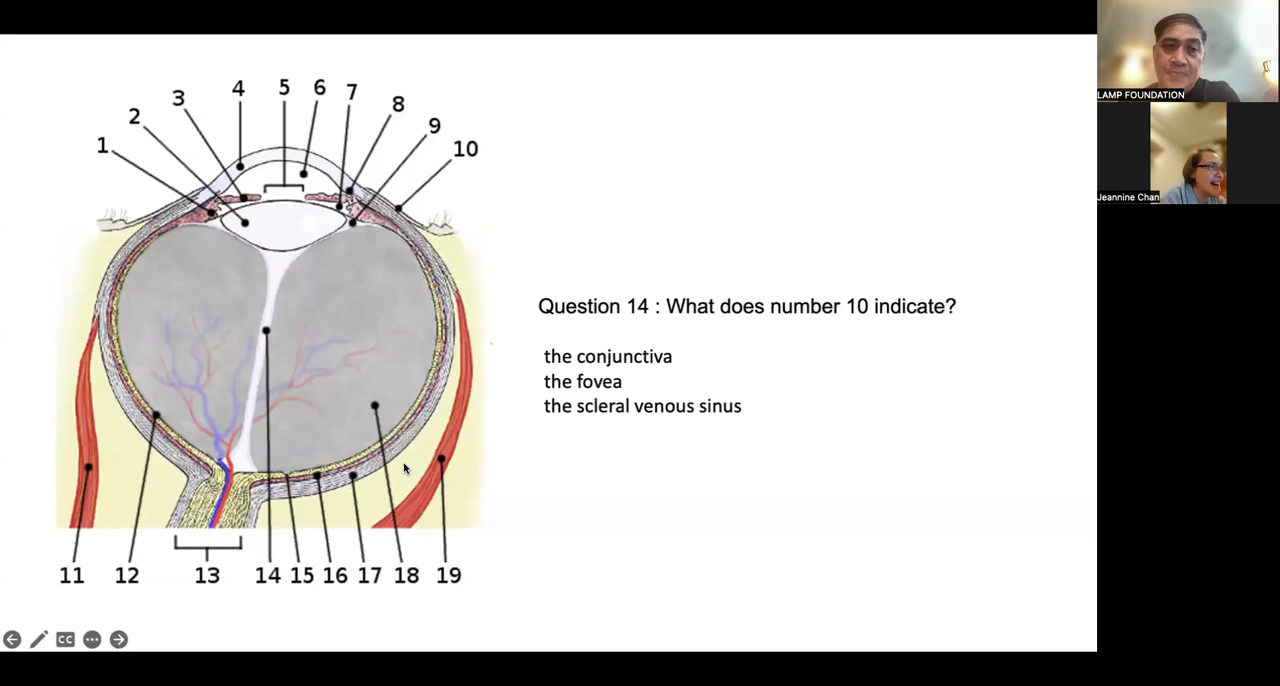 1
2
3
4
5
6
7
8
9
10
11
12
13
14
15
16
17
18
19
Question 14 : What does number 10 indicate?
the conjunctiva
the fovea
the scleral venous sinus
CC
LAMP FOUNDATION
Jeannine Chan